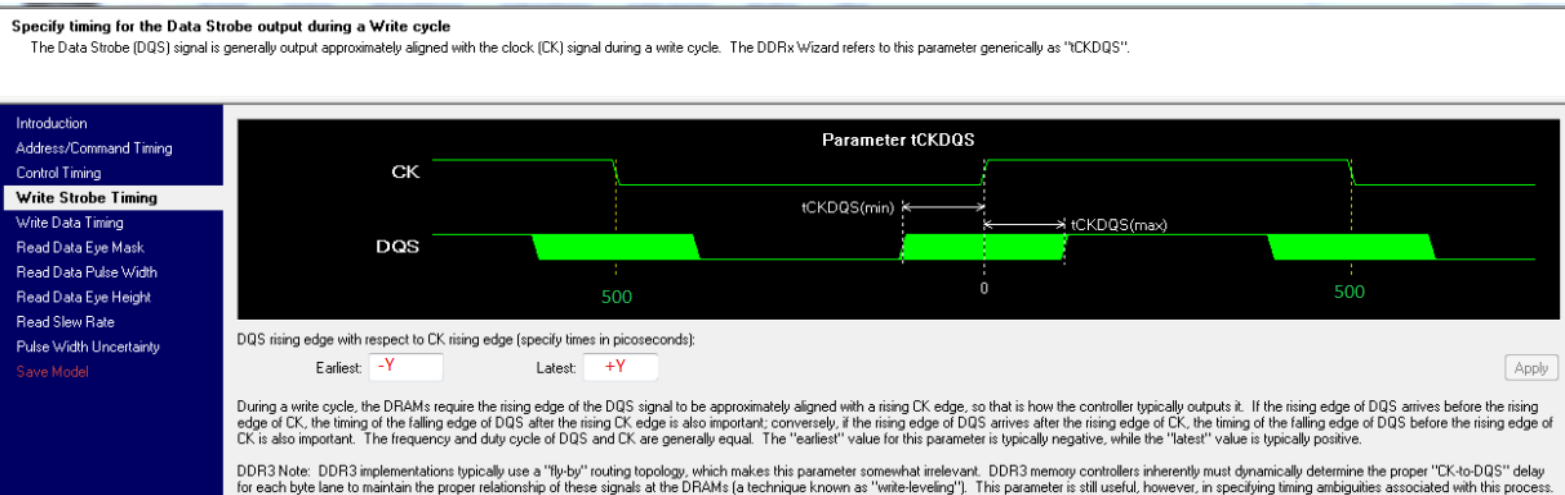 Specify timing for the Data Strobe output during a Write cycle
The Data Strobe (DQS) signal is generally output approximately aligned with the clock (CK) signal during a write cycle.  The DDRx Wizard refers to this parameter generically as "tCKDQS".
Introduction
Address/Command Timing
Control Timing
Write Strobe Timing
Write Data Timing
Read Data Eye Mask
Read Data Pulse Width
Read Data Eye Height
Read Slew Rate
Pulse Width Uncertainty
Save Model
Parameter tCKDQS
CK
tCKDQS(min)
tCKDQS(max)
DQS
500
0
500
DQS rising edge with respect to CK rising edge (specify times in picoseconds):
Earliest: -Y Latest: +Y
Apply
During a write cycle, the DRAMs require the rising edge of the DQS signal to be approximately aligned with a rising CK edge, so that is how the controller typically outputs it.  If the rising edge of DQS arrives before the rising
edge of CK, the timing of the falling edge of DQS after the rising CK edge is also important; conversely, if the rising edge of DQS arrives after the rising edge of CK, the timing of the falling edge of DQS before the rising edge of
CK is also important.  The frequency and duty cycle of DQS and CK are generally equal.  The "earliest" value for this parameter is typically negative, while the "latest" value is typically positive.
DDR3 Note:  DDR3 implementations typically use a "fly-by" routing topology, which makes this parameter somewhat irrelevant.  DDR3 memory controllers inherently must dynamically determine the proper "CK-to-DQS" delay
for each byte lane to maintain the proper relationship of these signals at the DRAMs (a technique known as "write-leveling").  This parameter is still useful, however, in specifying timing ambiguities associated with this process.